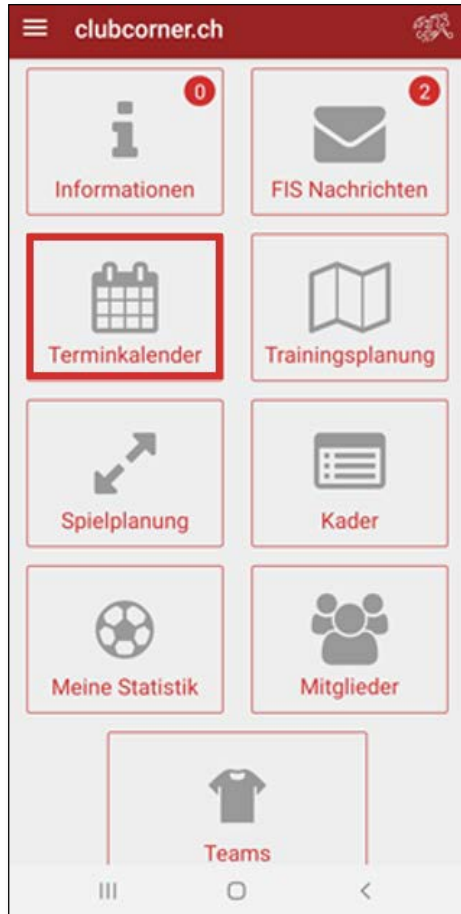 clubcorner.ch
0
2
Informationen
FIS Nachrichten
Terminkalender
Trainingsplanung
Spielplanung
Kader
Meine Statistik
Mitglieder
Teams